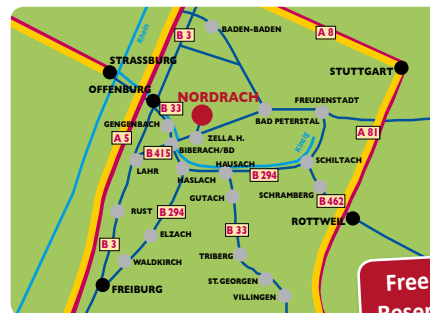 Rhein
B 3
BADEN-BADEN
A 8
STRASSBURG
STUTTGART
OFFENBURG
NORDRACH
B 33
FREUDENSTADT
GENGENBACH
BAD PETERSTAL
A 5
ZELL A. H.
A 81
B 415
BIBERACH/BD
Kinzig
LAHR
HAUSACH
SCHILTACH
HASLACH
B 294
GUTACH
SCHRAMBERG
B 462
RUST
B 294
ROTTWEIL
ELZACH
B 33
B 3
TRIBERG
WALDKIRCH
ST.GEORGEN
FREIBURG
VILLINGEN
Free